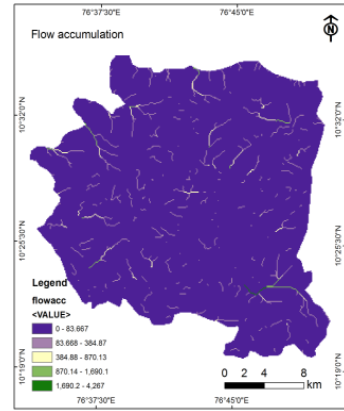 76°37'30"E 76°45'0"E
Flow accumulation
N
10°32'0"N 10°32'0"N
10°25'30"N 10°25'30"N
10°19'0"N 10°19'0"N
Legend
flowacc
<VALUE>
0 - 83.667
83.668 - 384.87
384.88 - 870.13
870.14 - 1,690.1
1,690.2 - 4,267
0 2 4 8
km
76°37'30"E 76°45'0"E